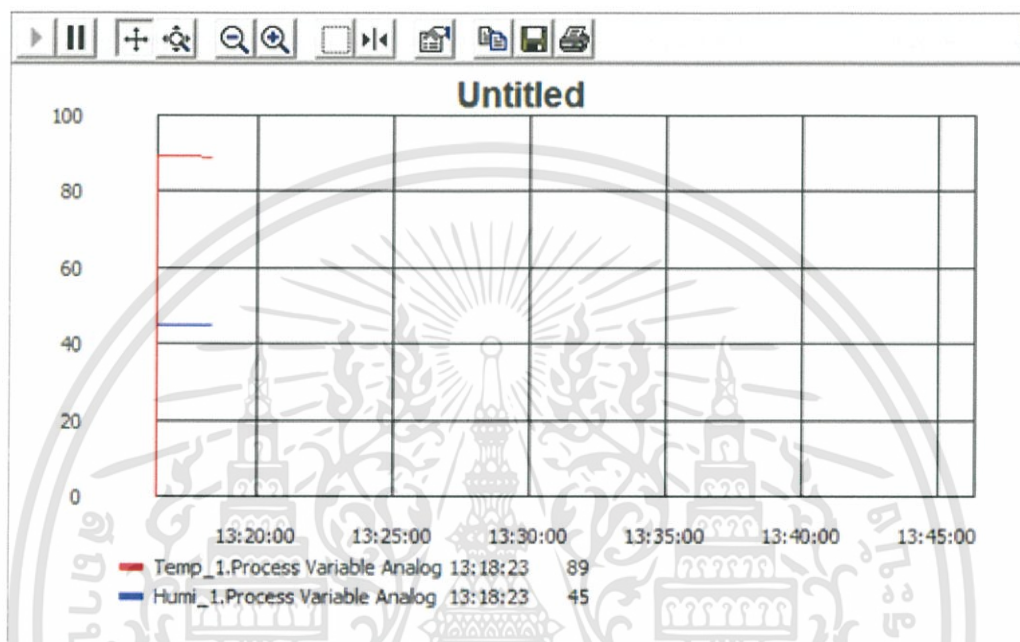 Untitled
100
80
60
40
20
0
13:20:00 13:25:00 13:30:00 13:35:00 13:40:00 13:45:00
Temp_1.Process Variable Analog 13:18:23 89
Humi_1.Process Variable Analog 13:18:23 45